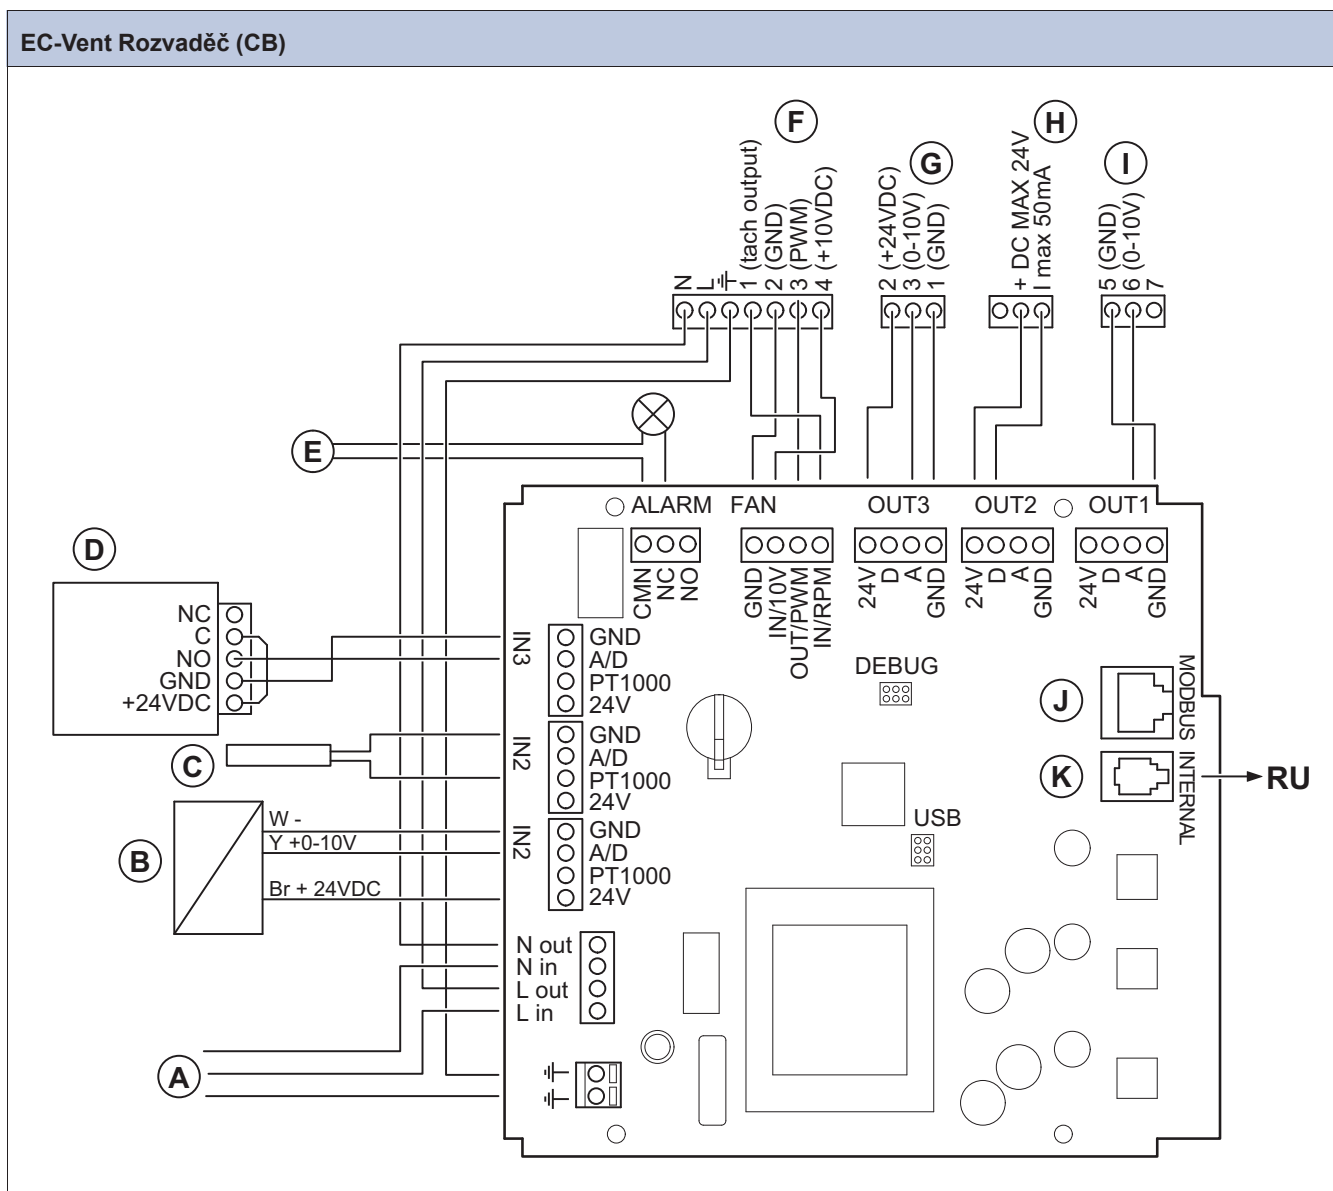 EC-Vent Rozvaděč (CB)
F
H
G
I
N
L
1 (tach output)
2 (GND)
3 (PWM)
4 (+10VDC)
2 (+24VDC)
3 (0-10V)
1 (GND)
+ DC MAX 24V
I max 50mA
5 (GND)
6 (0-10V)
7
E
ALARM
FAN
OUT3
OUT2
OUT1
CMN
NC
NO
GND
IN/10V
OUT/PWM
IN/RPM
24V
D
A
GND
24V
D
A
GND
24V
D
A
GND
D
NC
C
NO
GND
+24VDC
IN3
GND
A/D
PT1000
24V
DEBUG
J
MODBUS
C
IN2
GND
A/D
PT1000
24V
K
INTERNAL
RU
B
W -
Y +0-10V
Br + 24VDC
IN2
GND
A/D
PT1000
24V
USB
N out
N in
L out
L in
A